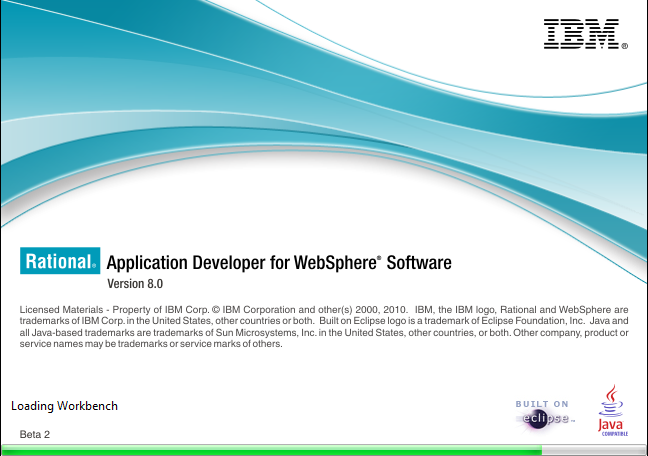 IBM®
Rational® Application Developer for WebSphere® Software
Version 8.0
Licensed Materials - Property of IBM Corp. © IBM Corporation and other(s) 2000, 2010. IBM, the IBM logo, Rational and WebSphere are
trademarks of IBM Corp. in the United States, other countries or both. Built on Eclipse logo is a trademark of Eclipse Foundation, Inc. Java and
all Java-based trademarks are trademarks of Sun Microsystems, Inc. in the United States, other countries, or both. Other company, product or
service names may be trademarks or service marks of others.
Loading Workbench
BUILT ON
eclipse™
Java
COMPATIBLE
Beta 2